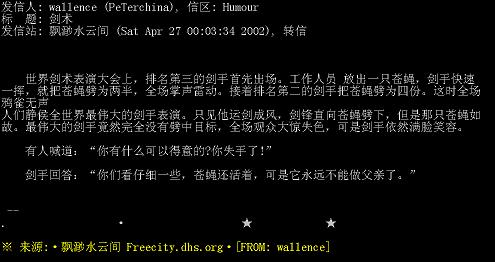 发信人: wallence (PeTerchina), 信区: Humour
标  题: 剑术
发信站: 飘渺水云间 (Sat Apr 27 00:03:34 2002), 转信
世界剑术表演大会上，排名第三的剑手首先出场。工作人员 放出一只苍蝇，剑手快速
一挥，就把苍蝇劈为两半，全场掌声雷动。接着排名第二的剑手把苍蝇劈为四份。这时全场
鸦雀无声
人们静候全世界最伟大的剑手表演。只见他运剑成风，剑锋直向苍蝇劈下，但是那只苍蝇如
故。最伟大的剑手竟然完全没有劈中目标，全场观众大惊失色，可是剑手依然满脸笑容。
有人喊道：“你有什么可以得意的?你失手了!”
剑手回答：“你们看仔细一些，苍蝇还活着，可是它永远不能做父亲了。”
--
. · ★ ★
※ 来源:·飘渺水云间 Freecity.dhs.org·[FROM: wallence]